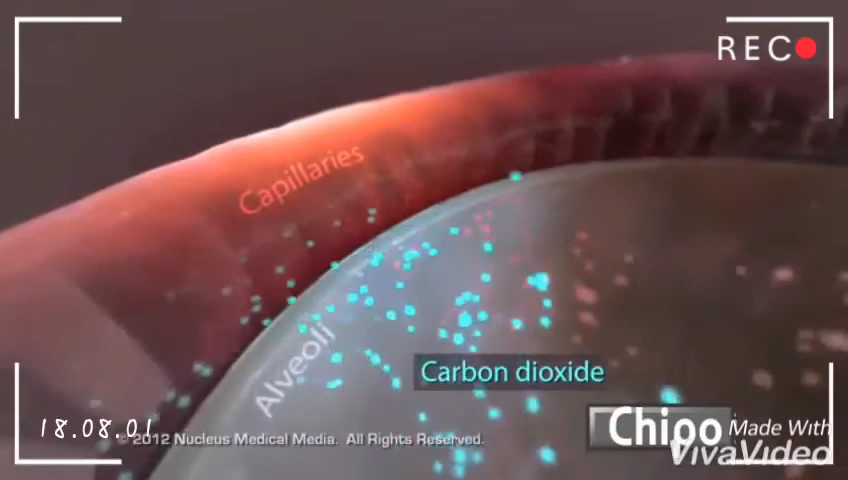 REC
Capillaries
Alveoli
Carbon dioxide
18.08.01
© 2012 Nucleus Medical Media. All Rights Reserved.
Chipo
Made With
VivaVideo